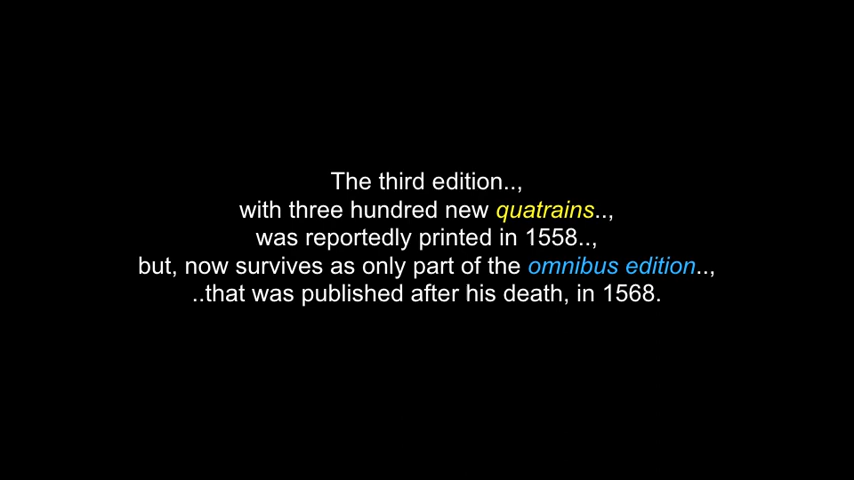 The third edition..,
with three hundred new quatrains..,
was reportedly printed in 1558..,
but, now survives as only part of the omnibus edition..,
..that was published after his death, in 1568.